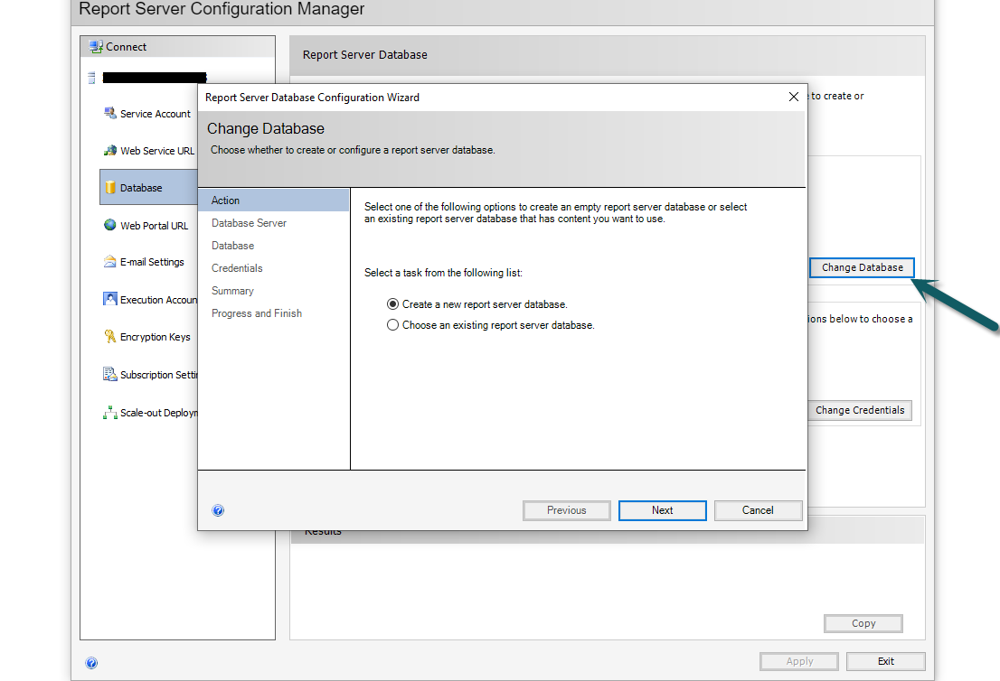 Report Server Configuration Manager
Connect
Report Server Database
Service Account
Web Service URL
Database
Web Portal URL
E-mail Settings
Execution Accoun
Encryption Keys
Subscription Setti
Scale-out Deployn
to create or
Change Database
ions below to choose a
Change Credentials
Report Server Database Configuration Wizard
Change Database
Choose whether to create or configure a report server database.
Action
Database Server
Database
Credentials
Summary
Progress and Finish
Select one of the following options to create an empty report server database or select
an existing report server database that has content you want to use.
Select a task from the following list:
Create a new report server database.
Choose an existing report server database.
Previous
Next
Cancel
Results
Copy
Apply
Exit